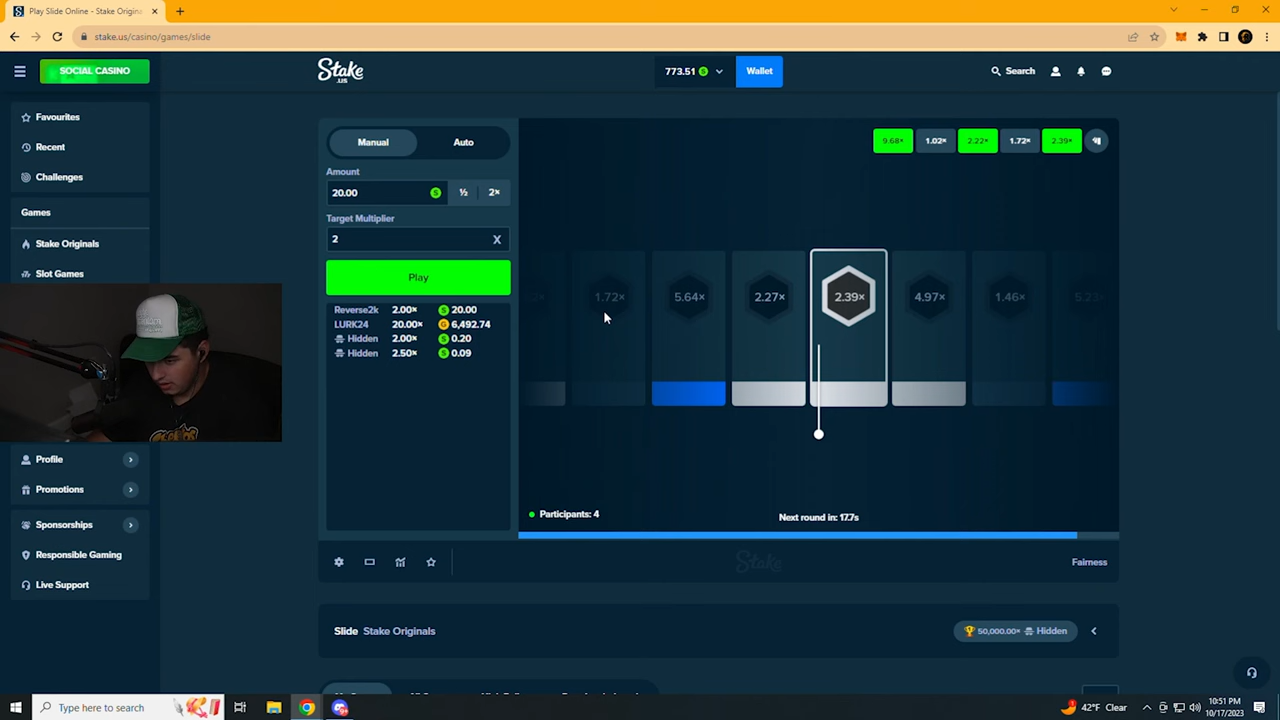 Play Slide Online - Stake Origina
stake.us/casino/games/slide
SOCIAL CASINO
Stake
.US
773.51
Wallet
Search
Favourites
Recent
Challenges
Games
Stake Originals
Slot Games
Profile
Promotions
Sponsorships
Responsible Gaming
Live Support
Manual
Auto
Amount
20.00
½
2×
Target Multiplier
2
X
Play
Reverse2k 2.00× 20.00
LURK24 20.00× 6,492.74
Hidden 2.00× 0.20
Hidden 2.50× 0.09
9.68× 1.02× 2.22× 1.72× 2.39×
1.72× 5.64× 2.27× 2.39× 4.97× 1.46× 5.23×
Participants: 4
Next round in: 17.7s
Stake
Fairness
Slide Stake Originals
50,000.00× Hidden
Type here to search
42°F Clear
10:51 PM
10/17/2023